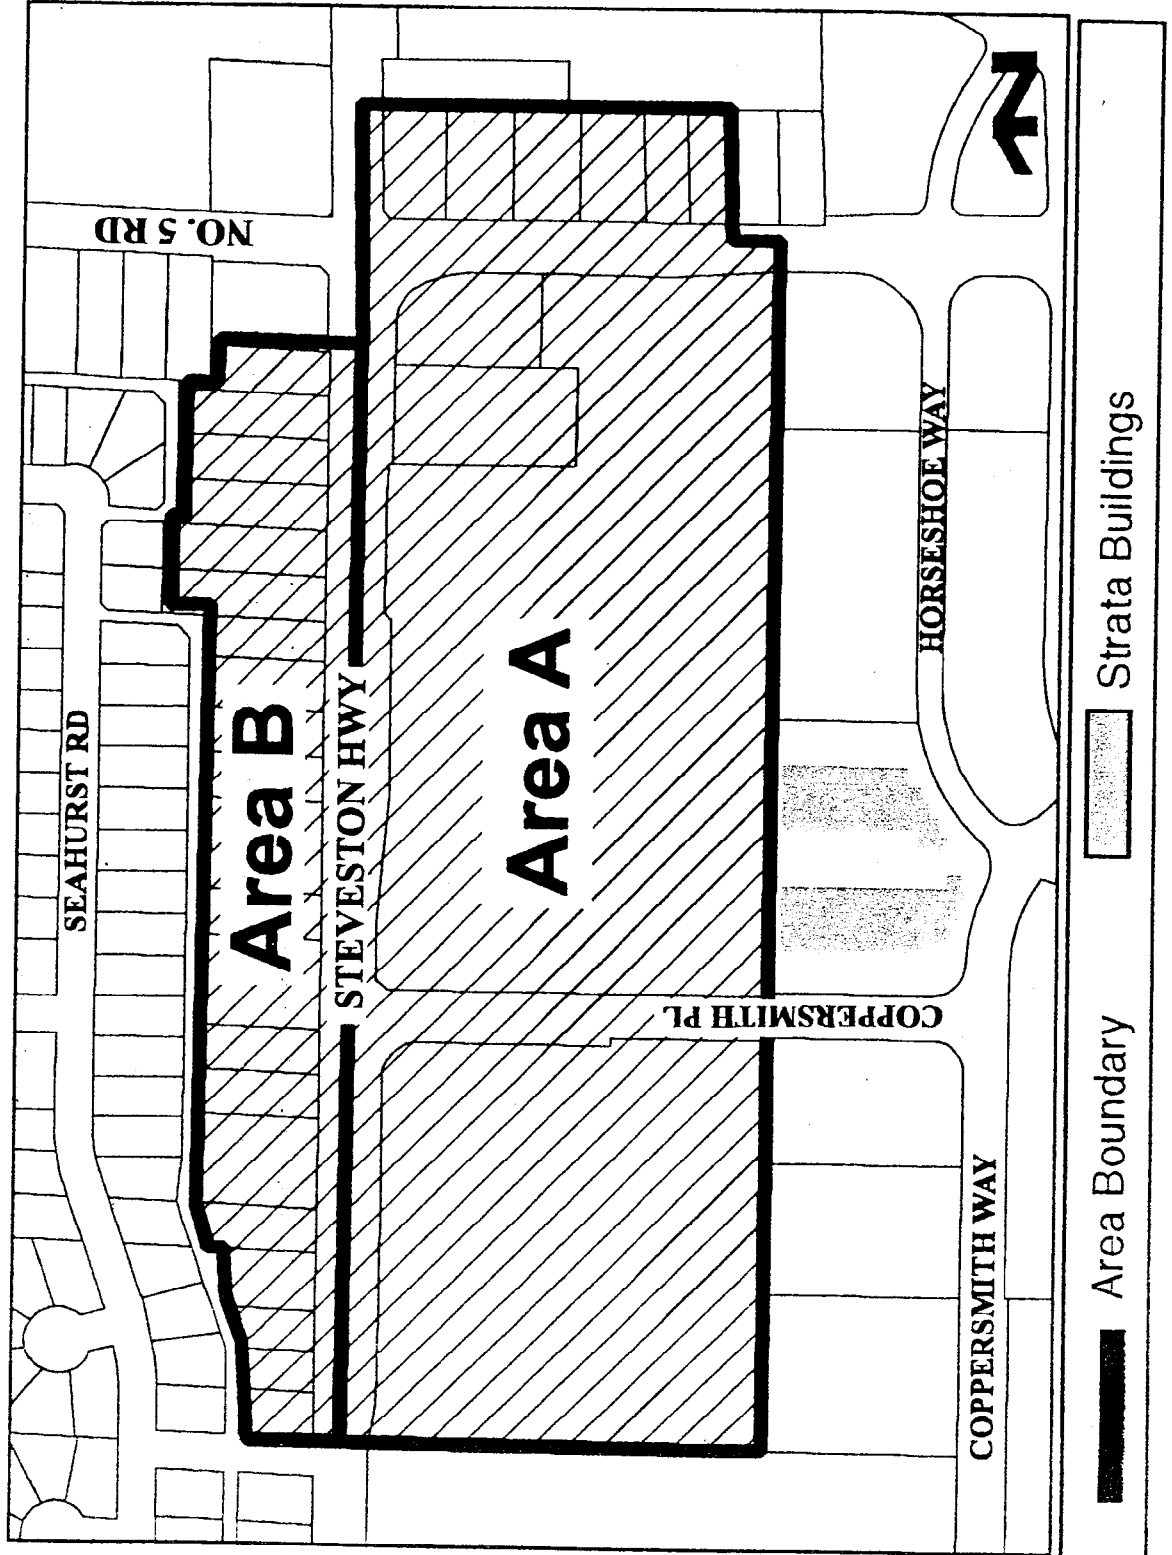 SEAHURST RD
NO. 5 RD
Area B
STEVESTON HWY
Area A
COPPERSMITH PL
HORSESHOE WAY
COPPERSMITH WAY
N
Area Boundary
Strata Buildings